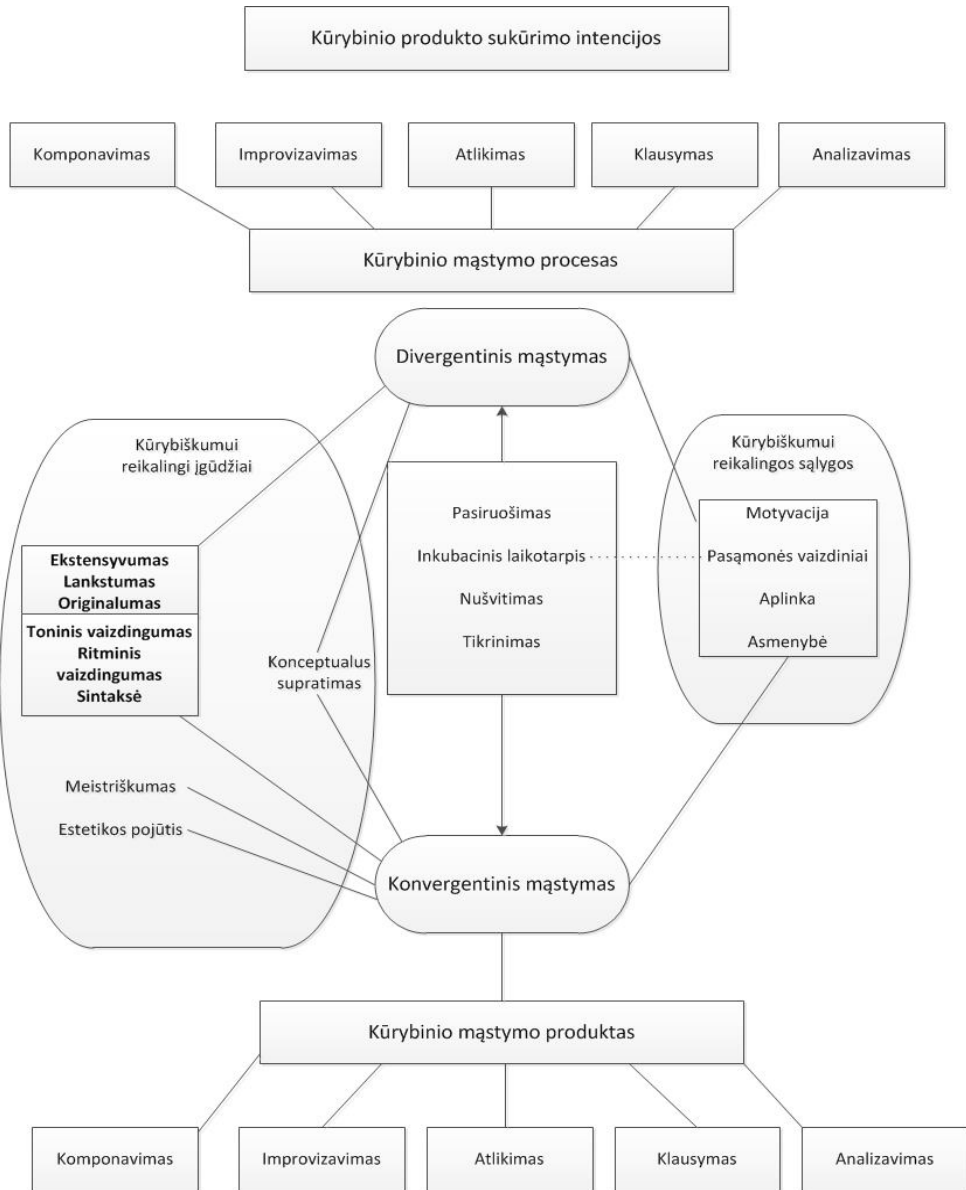 Kūrybinio produkto sukūrimo intencijos
Komponavimas
Improvizavimas
Atlikimas
Klausymas
Analizavimas
Kūrybinio mąstymo procesas
Divergentinis mąstymas
Kūrybiškumui
reikalingi įgūdžiai
Ekstensyvumas
Lankstumas
Originalumas
Toninis vaizdingumas
Ritminis
vaizdingumas
Sintaksė
Meistriškumas
Estetikos pojūtis
Konceptualus
supratimas
Pasiruošimas
Inkubacinis laikotarpis
Nušvitimas
Tikrinimas
Kūrybiškumui
reikalingos sąlygos
Motyvacija
Pasąmonės vaizdiniai
Aplinka
Asmenybė
Konvergentinis mąstymas
Kūrybinio mąstymo produktas
Komponavimas
Improvizavimas
Atlikimas
Klausymas
Analizavimas